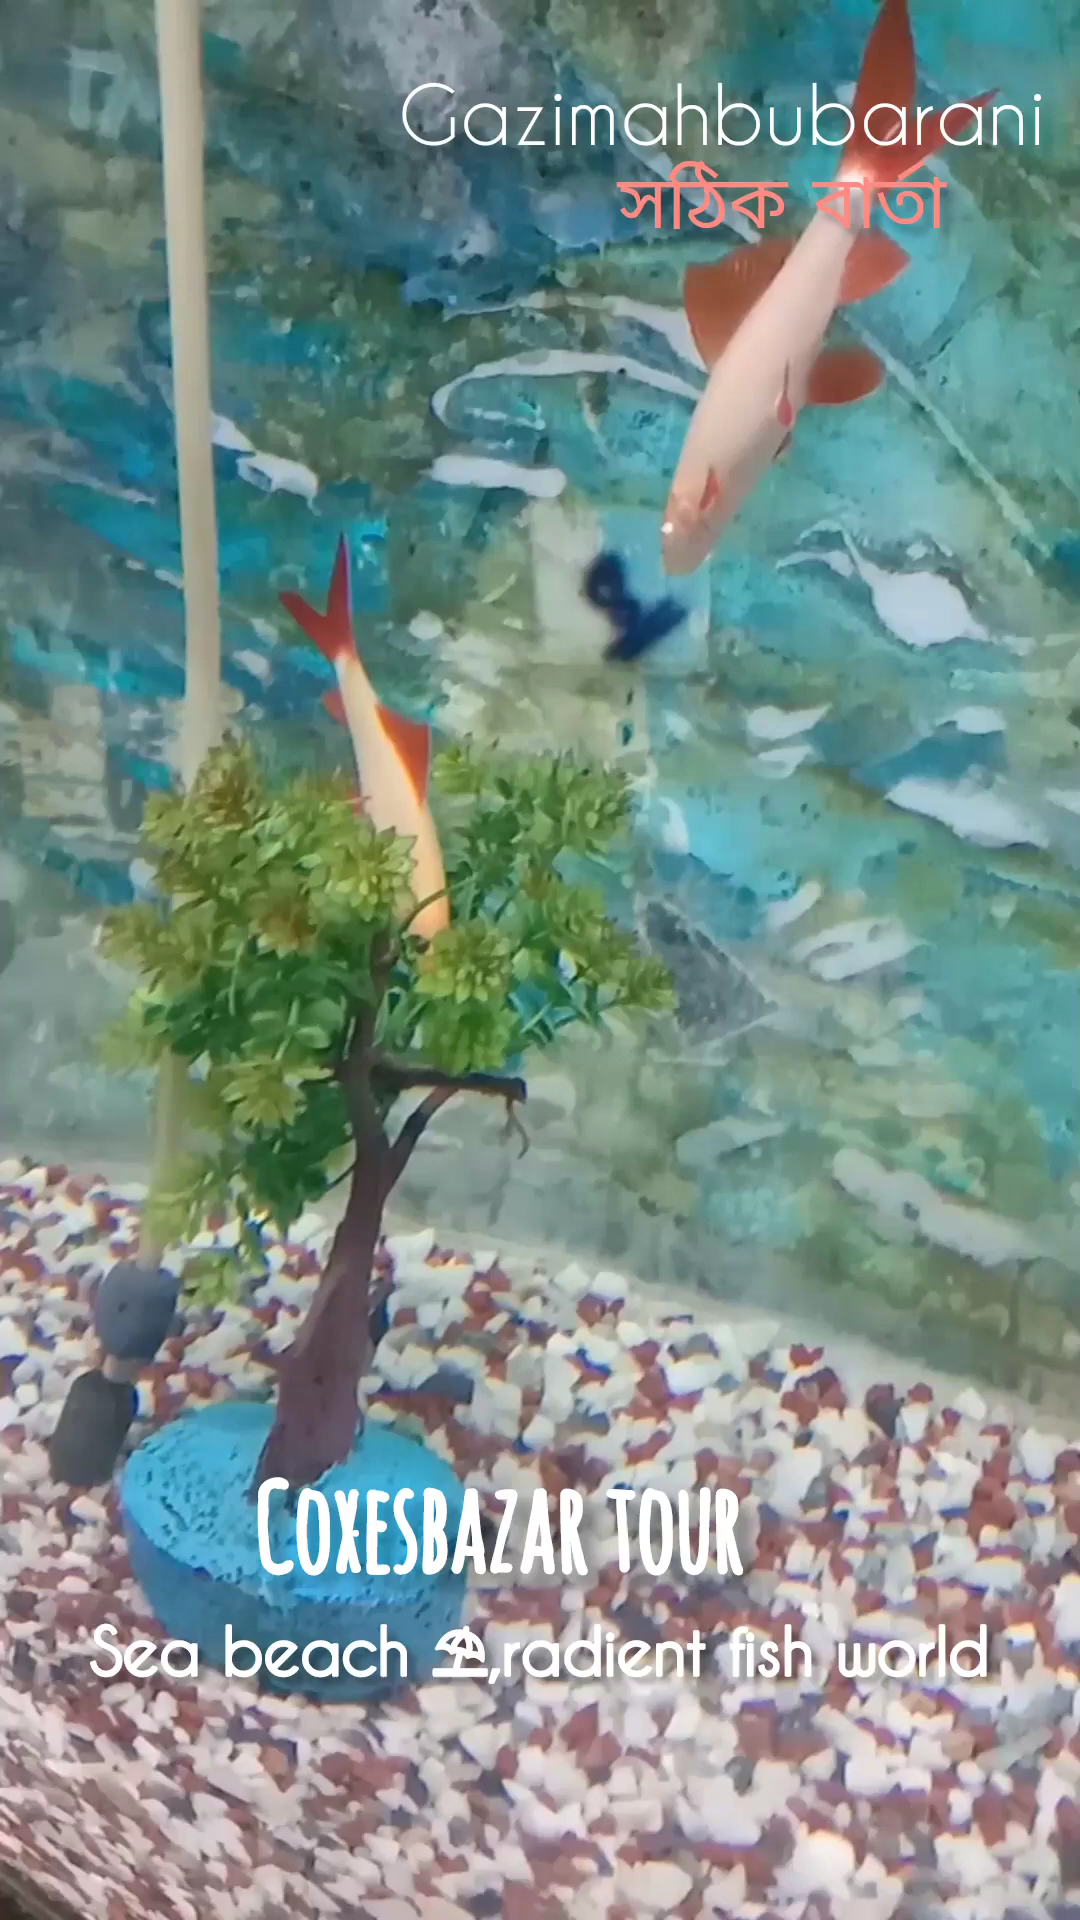 Gazimahbubarani
সঠিক বার্তা
Coxesbazar tour
Sea beach ⛱,radient fish world